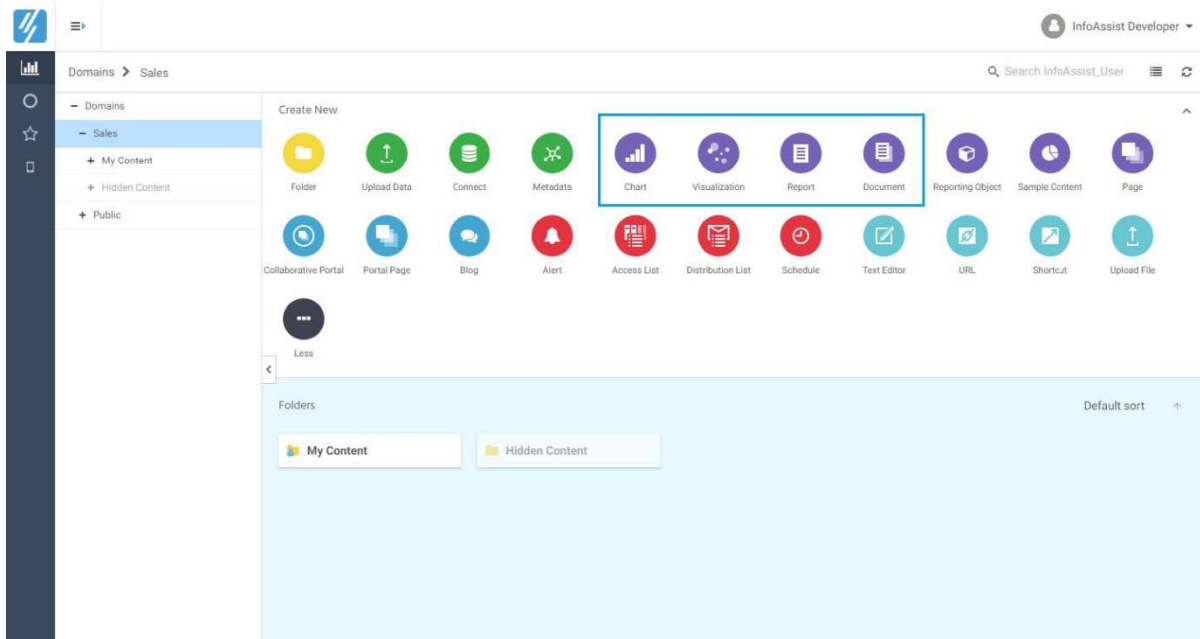 InfoAssist Developer
Domains > Sales
Search InfoAssist_User
Domains
Sales
My Content
Hidden Content
Public
Create New
Folder
Upload Data
Connect
Metadata
Chart
Visualization
Report
Document
Reporting Object
Sample Content
Page
Collaborative Portal
Portal Page
Blog
Alert
Access List
Distribution List
Schedule
Text Editor
URL
Shortcut
Upload File
Less
Folders
Default sort
My Content
Hidden Content